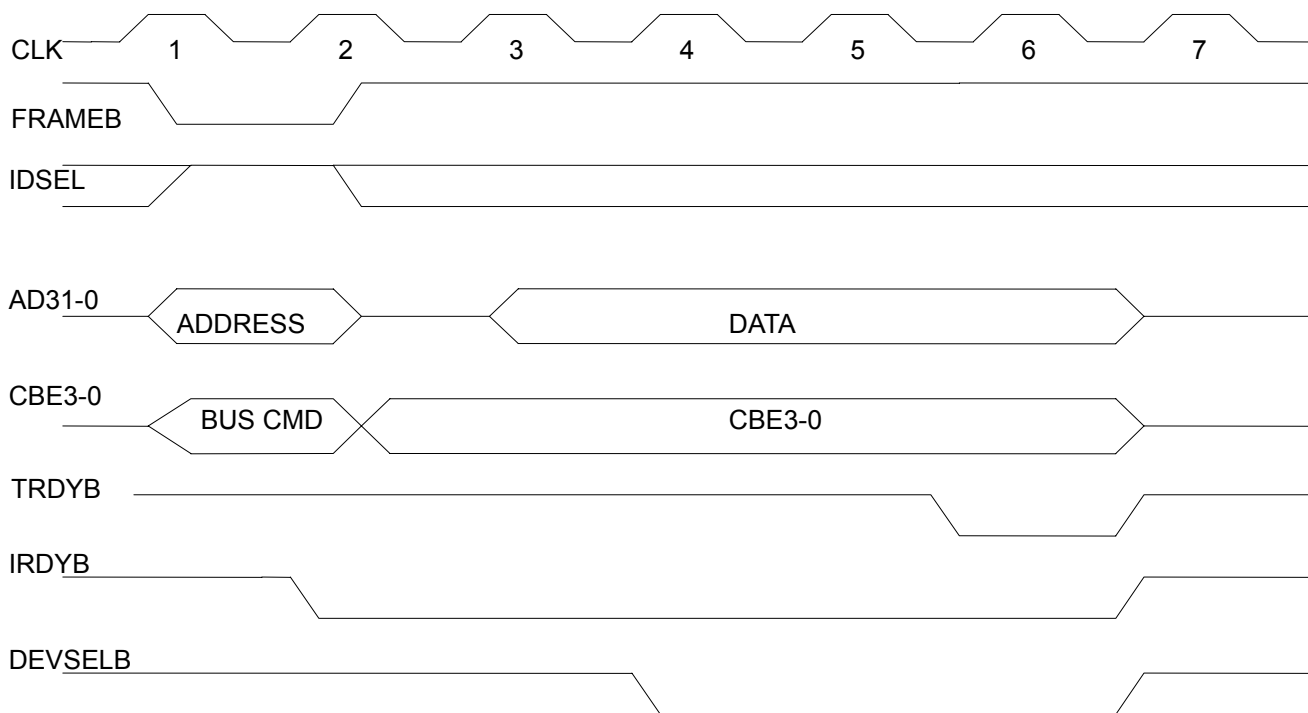 CLK 1 2 3 4 5 6 7
FRAMEB
IDSEL
AD31-0
ADDRESS DATA
CBE3-0
BUS CMD CBE3-0
TRDYB
IRDYB
DEVSELB